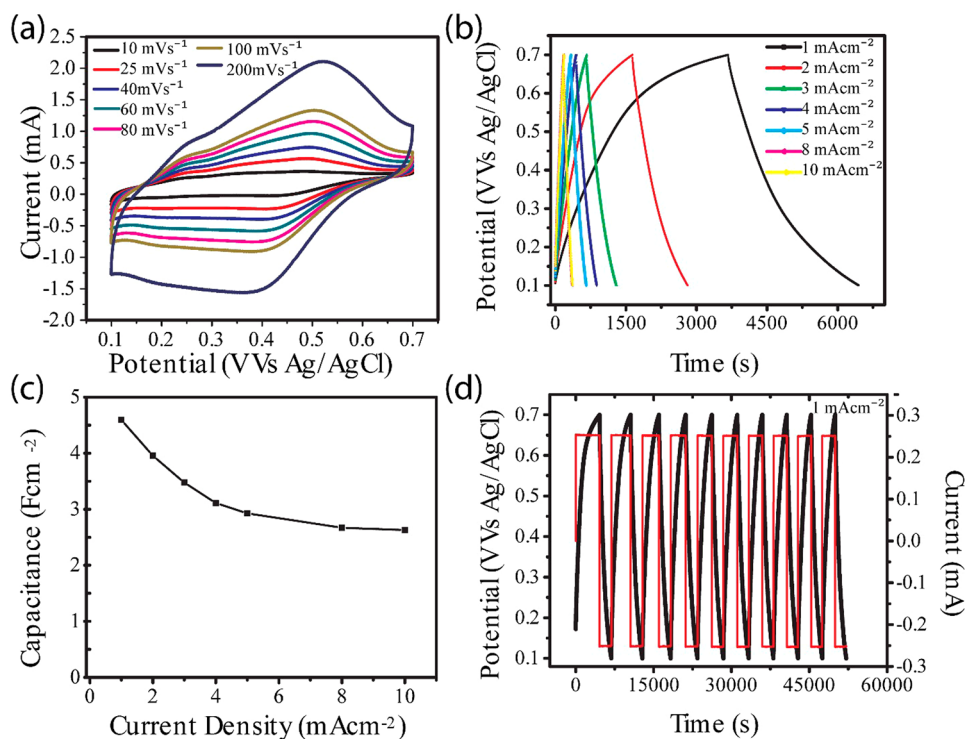 (a)
10 mVs⁻¹
25 mVs⁻¹
40mVs⁻¹
60 mVs⁻¹
80 mVs⁻¹
100 mVs⁻¹
200mVs⁻¹
Current (mA)
2.5
2.0
1.5
1.0
0.5
0.0
-0.5
-1.0
-1.5
-2.0
0.1 0.2 0.3 0.4 0.5 0.6 0.7
Potential (VVs Ag/AgCl)
(b)
1 mAcm⁻²
2 mAcm⁻²
3 mAcm⁻²
4 mAcm⁻²
5 mAcm⁻²
8 mAcm⁻²
10 mAcm⁻²
Potential (VVs Ag/AgCl)
0.7
0.6
0.5
0.4
0.3
0.2
0.1
0 1500 3000 4500 6000
Time (s)
(c)
Capacitance (Fcm -2)
5
4
3
2
1
0
0 2 4 6 8 10
Current Density (mAcm-2)
(d)
1 mAcm⁻²
Potential (VVs Ag/AgCl)
0.7
0.6
0.5
0.4
0.3
0.2
0.1
0.3
0.2
0.1
0.0
-0.1
-0.2
-0.3
Current (mA)
0 15000 30000 45000 60000
Time (s)